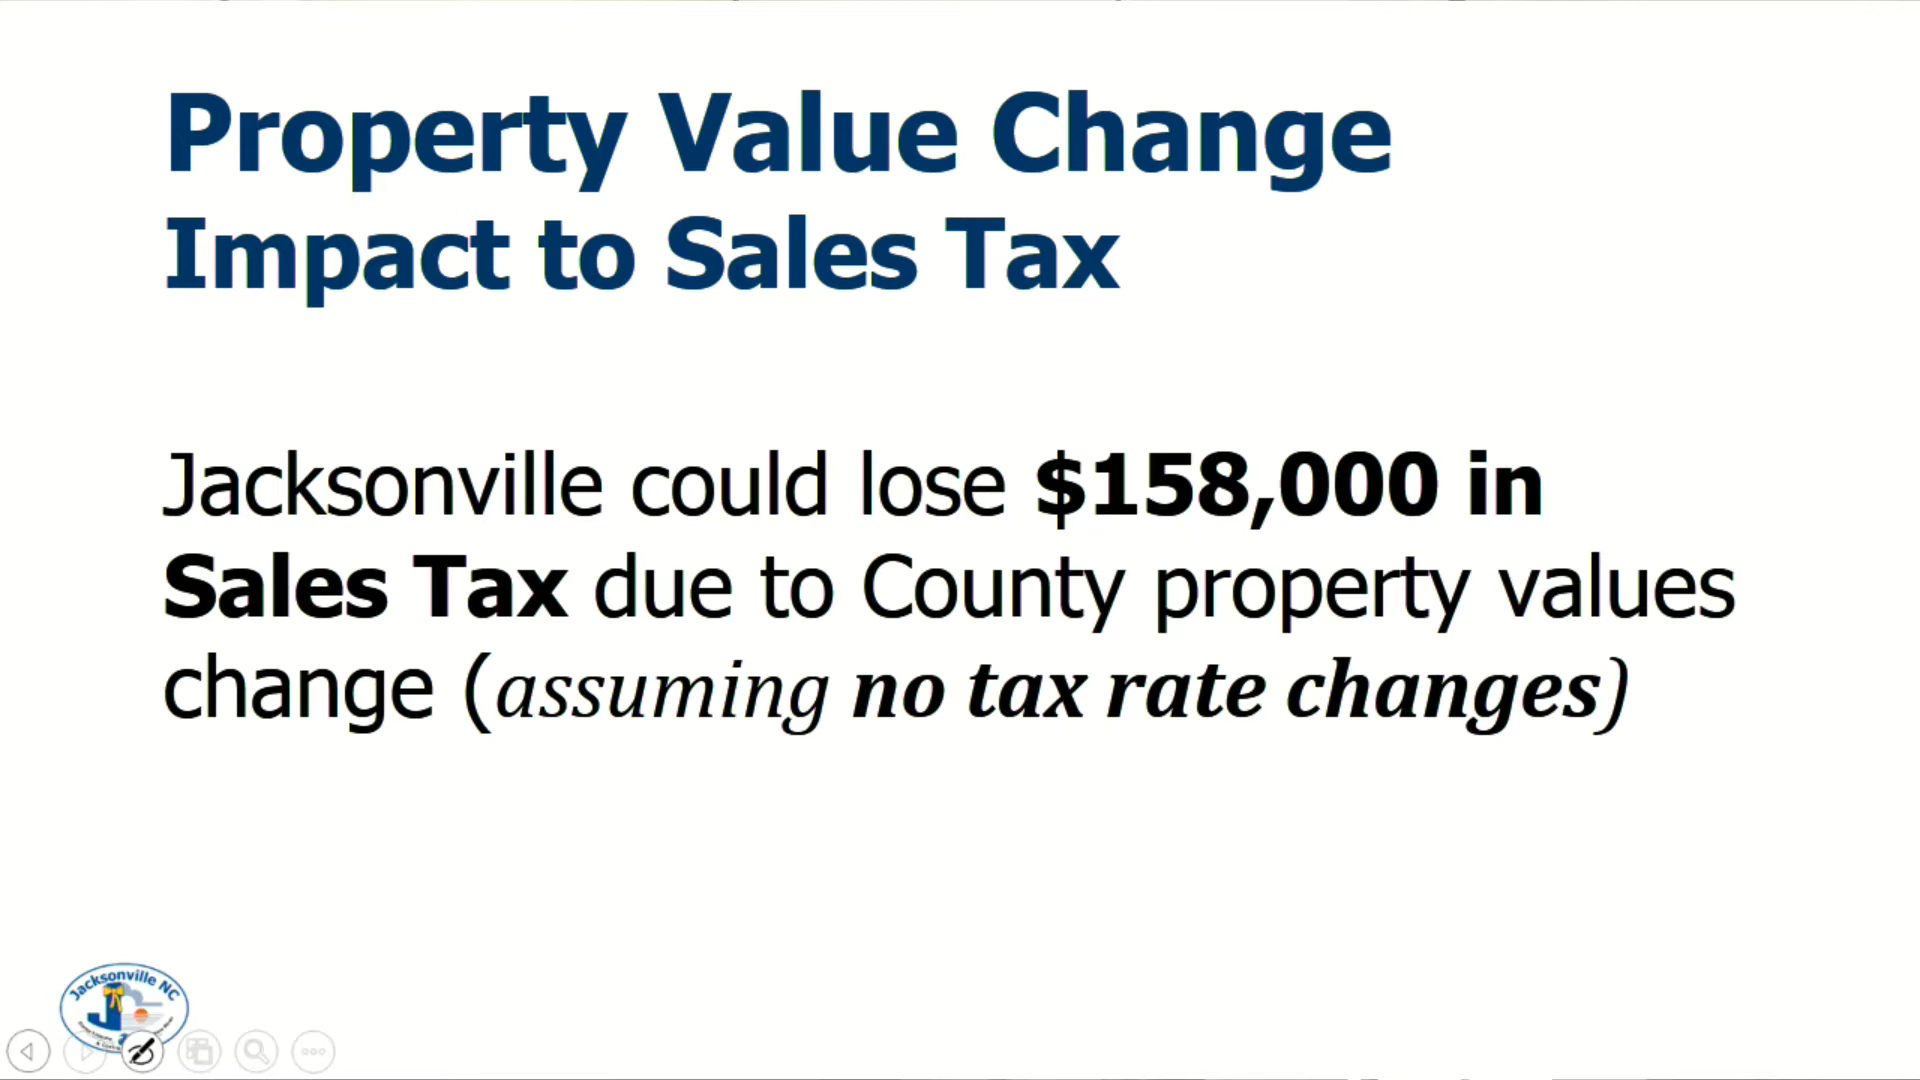 Property Value Change
Impact to Sales Tax
Jacksonville could lose $158,000 in
Sales Tax due to County property values
change (assuming no tax rate changes)
Jacksonville NC